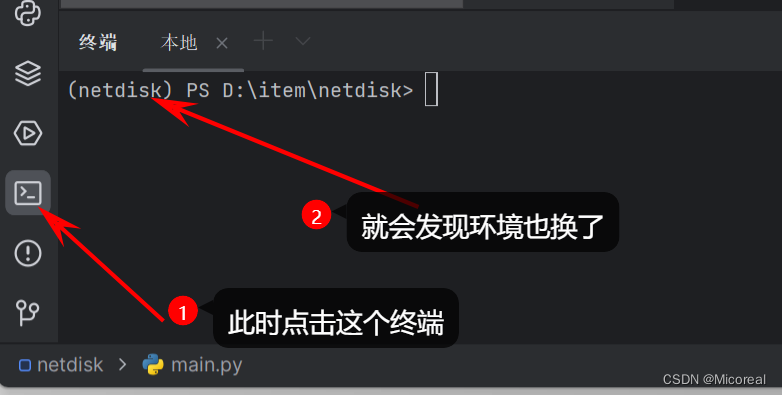 终端 本地
(netdisk) PS D:\item\netdisk>
2 就会发现环境也换了
1 此时点击这个终端
netdisk > main.py
CSDN @Micoreal